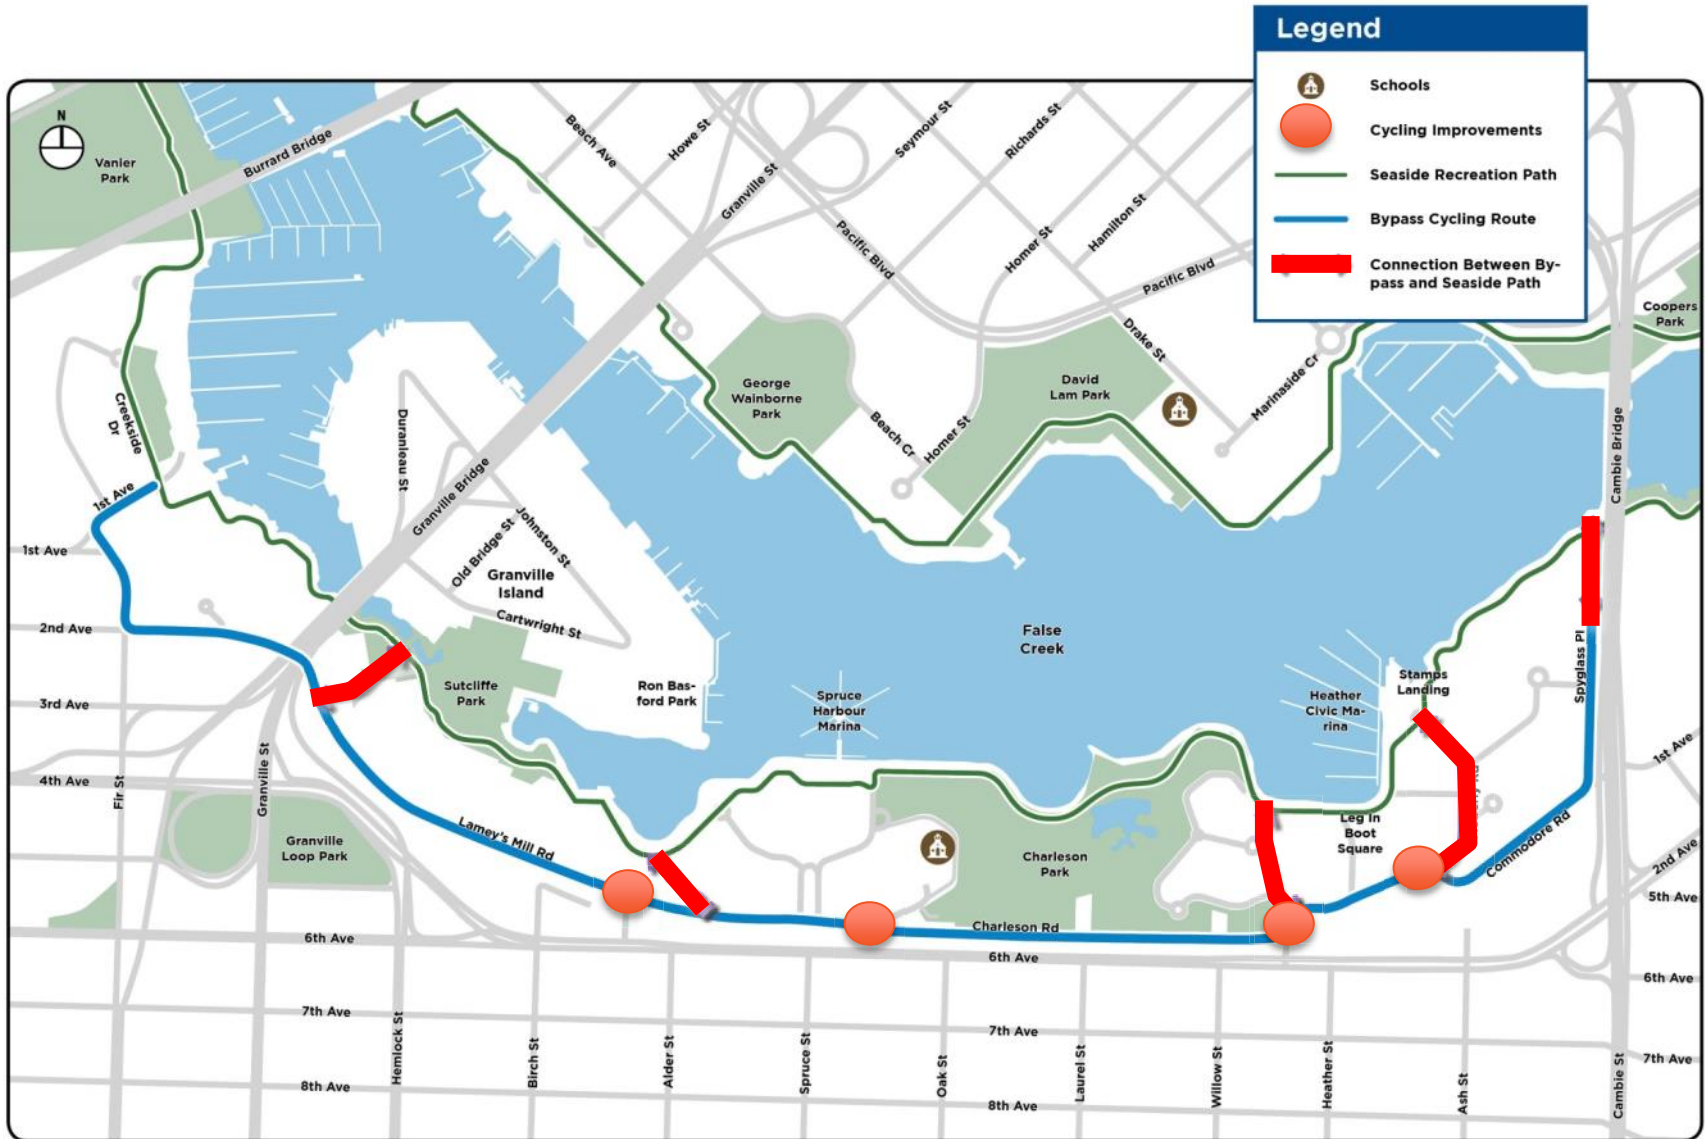 Legend
Schools
Cycling Improvements
Seaside Recreation Path
Bypass Cycling Route
Connection Between By-
pass and Seaside Path
N
Vanier
Park
Burrard Bridge
Beach Ave
Howe St
Granville St
Seymour St
Richards St
Pacific Blvd
Homer St
Hamilton St
Pacific Blvd
Drake St
Marinaside Cr
Coopers
Park
Cambie Bridge
George
Wainborne
Park
David
Lam Park
Beach Cr
Homer St
Creekside
Dr
Duranleau St
Granville Bridge
1st Ave
1st Ave
Old Bridge St
Johnston St
Granville
Island
Cartwright St
2nd Ave
3rd Ave
4th Ave
Fir St
Granville St
Sutcliffe
Park
Ron Bas-
ford Park
Spruce
Harbour
Marina
False
Creek
Heather
Civic Ma-
rina
Stamps
Landing
Spyglass Pl
1st Ave
2nd Ave
Granville
Loop Park
Lamey's Mill Rd
Charleson
Park
Leg In
Boot
Square
Commodore Rd
5th Ave
6th Ave
Charleson Rd
6th Ave
6th Ave
7th Ave
7th Ave
7th Ave
8th Ave
8th Ave
Hemlock St
Birch St
Alder St
Spruce St
Oak St
Laurel St
Willow St
Heather St
Ash St
Cambie St